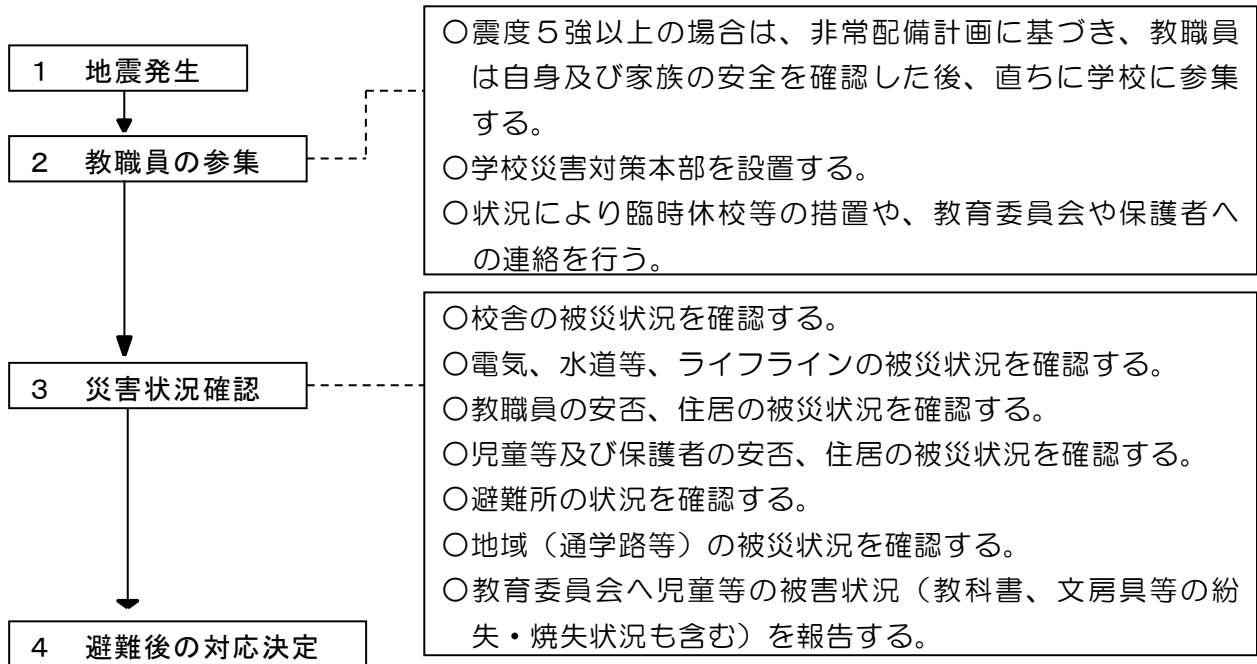 １　地震発生
２　教職員の参集
○震度５強以上の場合は、非常配備計画に基づき、教職員
は自身及び家族の安全を確認した後、直ちに学校に参集
する。
○学校災害対策本部を設置する。
○状況により臨時休校等の措置や、教育委員会や保護者へ
の連絡を行う。
３　災害状況確認
○校舎の被災状況を確認する。
○電気、水道等、ライフラインの被災状況を確認する。
○教職員の安否、住居の被災状況を確認する。
○児童等及び保護者の安否、住居の被災状況を確認する。
○避難所の状況を確認する。
○地域（通学路等）の被災状況を確認する。
○教育委員会へ児童等の被害状況（教科書、文房具等の紛
失・焼失状況も含む）を報告する。
４　避難後の対応決定